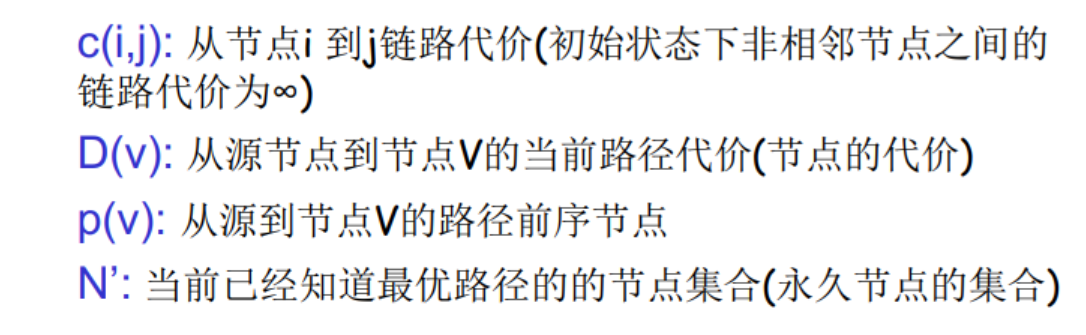 c(i,j): 从节点i 到j链路代价(初始状态下非相邻节点之间的
链路代价为∞)
D(v): 从源节点到节点V的当前路径代价(节点的代价)
p(v): 从源到节点V的路径前序节点
N’: 当前已经知道最优路径的的节点集合(永久节点的集合)